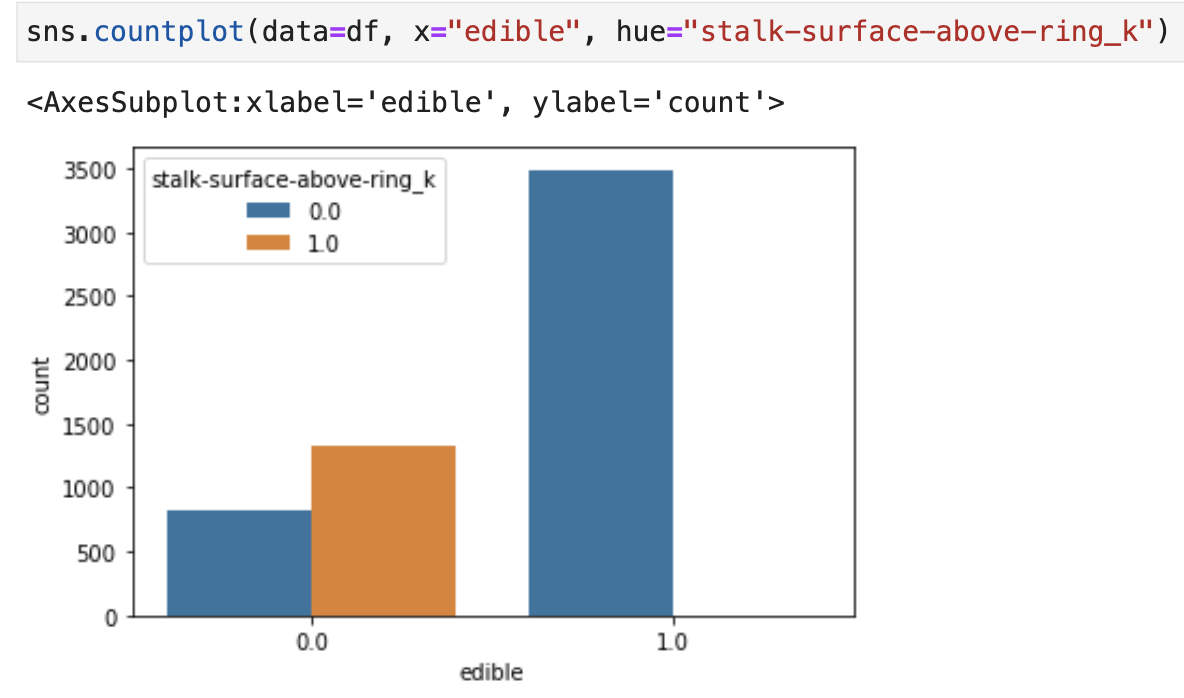 sns.countplot(data=df, x="edible", hue="stalk-surface-above-ring_k")
<AxesSubplot:xlabel='edible', ylabel='count'>
stalk-surface-above-ring_k
0.0
1.0
3500
3000
2500
2000
1500
1000
500
0
count
0.0 1.0
edible